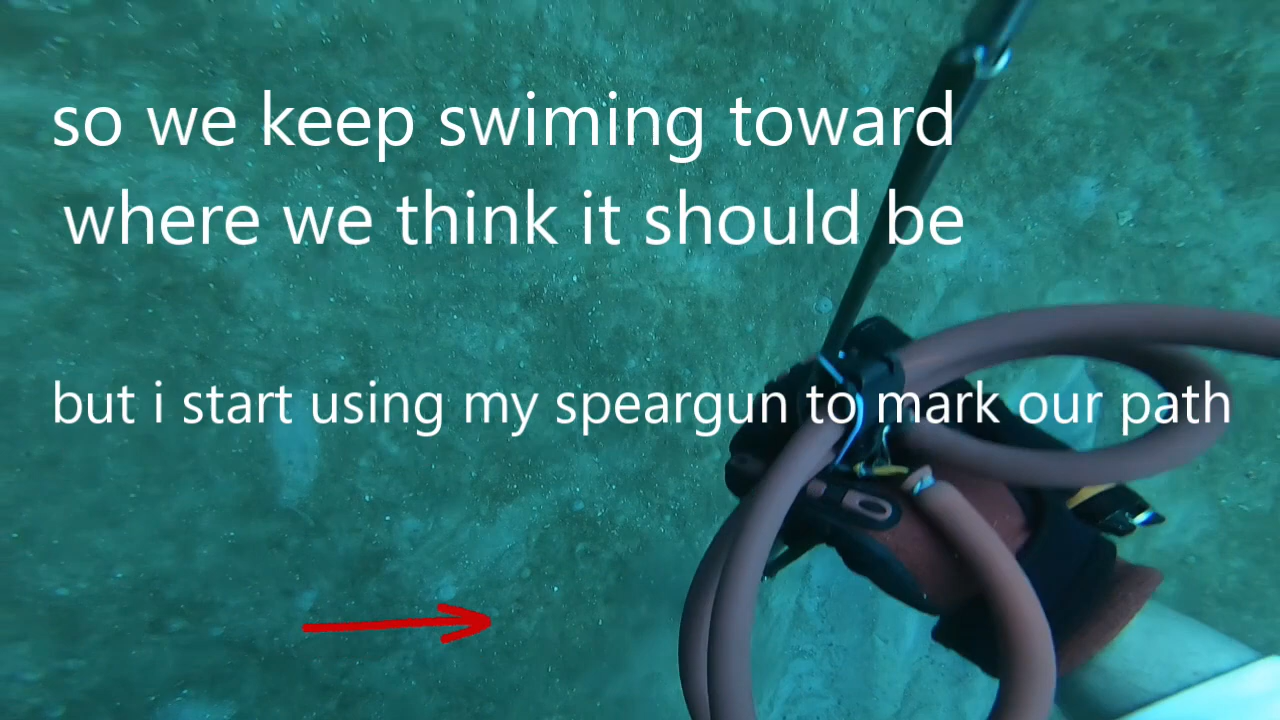 so we keep swiming toward
where we think it should be
but i start using my speargun to mark our path